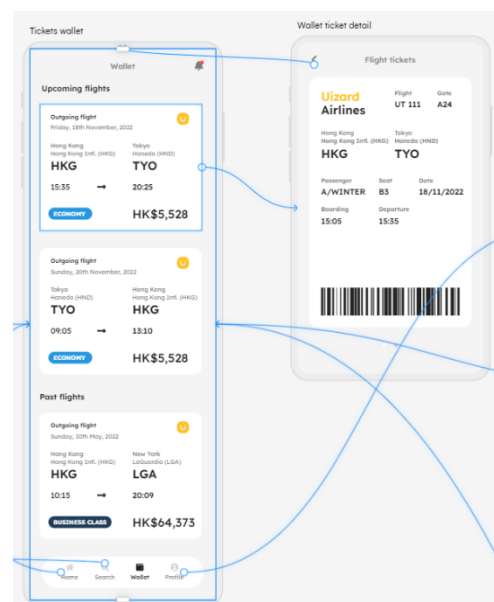 Tickets wallet
Wallet
Upcoming flights
Outgoing flight
Friday, 18th November, 2022
Hong Kong Tokyo
Hong Kong Intl. (HKG) Haneda (HND)
HKG TYO
15:35 → 20:25
ECONOMY HK$5,528
Outgoing flight
Sunday, 20th November, 2022
Tokyo Hong Kong
Haneda (HND) Hong Kong Intl. (HKG)
TYO HKG
09:05 → 13:10
ECONOMY HK$5,528
Past flights
Outgoing flight
Sunday, 10th May, 2022
Hong Kong New York
Hong Kong Intl. (HKG) LaGuardia (LGA)
HKG LGA
10:15 → 20:09
BUSINESS CLASS HK$64,373
Home Search Wallet Profile
Wallet ticket detail
Flight tickets
Uizard Flight Gate
Airlines UT 111 A24
Hong Kong Tokyo
Hong Kong Intl. (HKG) Haneda (HND)
HKG TYO
Passenger Seat Date
A/WINTER B3 18/11/2022
Boarding Departure
15:05 15:35